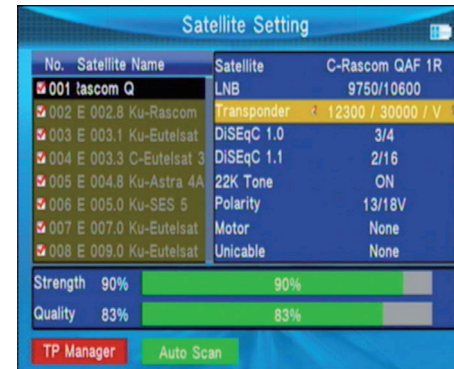 Satellite Setting
No. Satellite Name
001 Rascom Q
002 E 002.8 Ku-Rascom
003 E 003.1 Ku-Eutelsat
004 E 003.3 C-Eutelsat 3
005 E 004.8 Ku-Astra 4A
006 E 005.0 Ku-SES 5
007 E 007.0 Ku-Eutelsat
008 E 009.0 Ku-Eutelsat
Satellite C-Rascom QAF 1R
LNB 9750/10600
Transponder 12300 / 30000 / V
DiSEqC 1.0 3/4
DiSEqC 1.1 2/16
22K Tone ON
Polarity 13/18V
Motor None
Unicable None
Strength 90% 90%
Quality 83% 83%
TP Manager Auto Scan